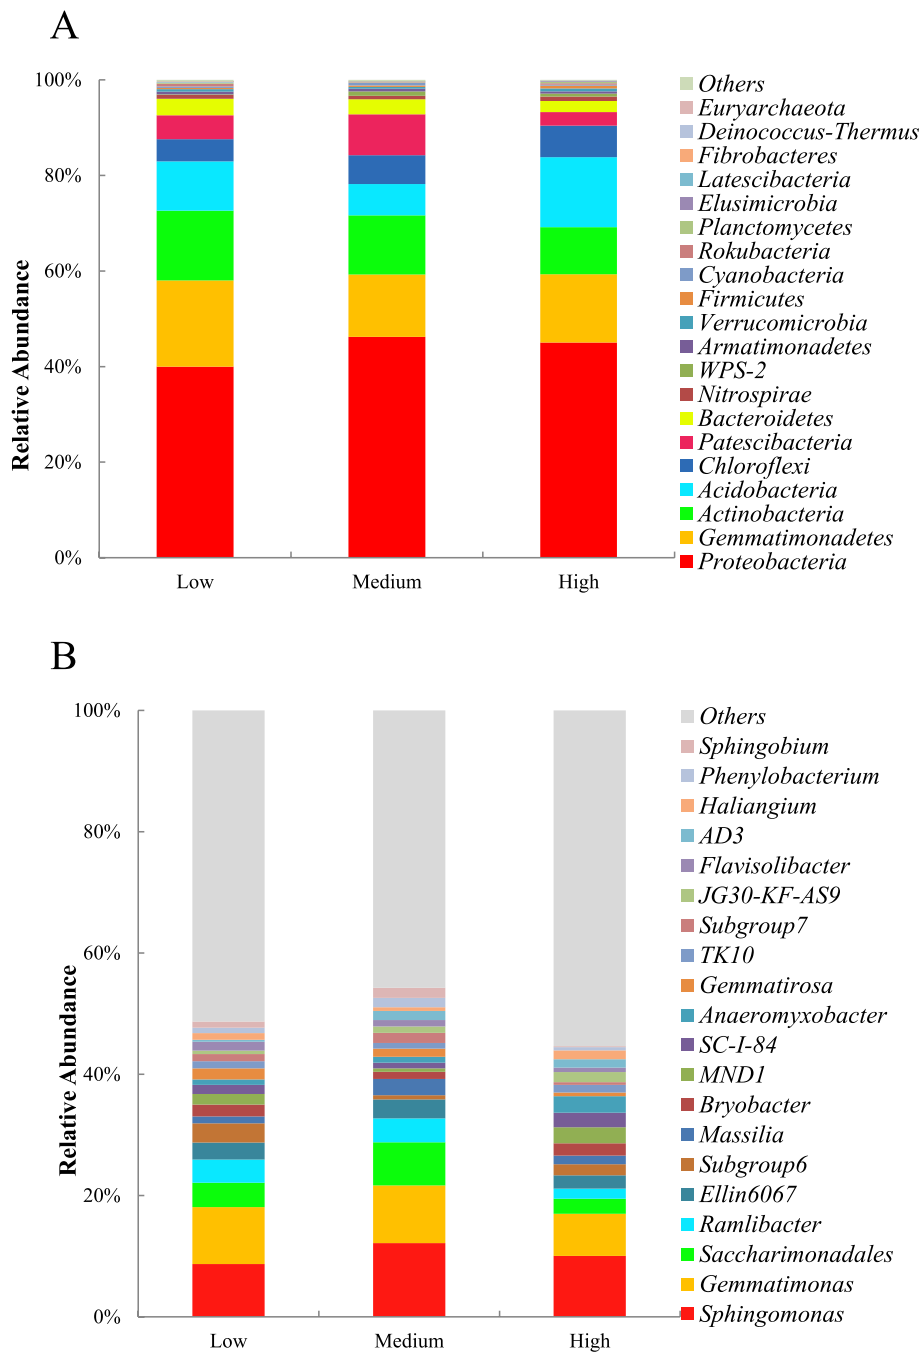 A
100%
80%
60%
40%
20%
0%
Relative Abundance
Low
Medium
High
Others
Euryarchaeota
Deinococcus-Thermus
Fibrobacteres
Latescibacteria
Elusimicrobia
Planctomycetes
Rokubacteria
Cyanobacteria
Firmicutes
Verrucomicrobia
Armatimonadetes
WPS-2
Nitrospirae
Bacteroidetes
Patescibacteria
Chloroflexi
Acidobacteria
Actinobacteria
Gemmatimonadetes
Proteobacteria
B
100%
80%
60%
40%
20%
0%
Relative Abundance
Low
Medium
High
Others
Sphingobium
Phenylobacterium
Haliangium
AD3
Flavisolibacter
JG30-KF-AS9
Subgroup7
TK10
Gemmatirosa
Anaeromyxobacter
SC-I-84
MND1
Bryobacter
Massilia
Subgroup6
Ellin6067
Ramlibacter
Saccharimonadales
Gemmatimonas
Sphingomonas